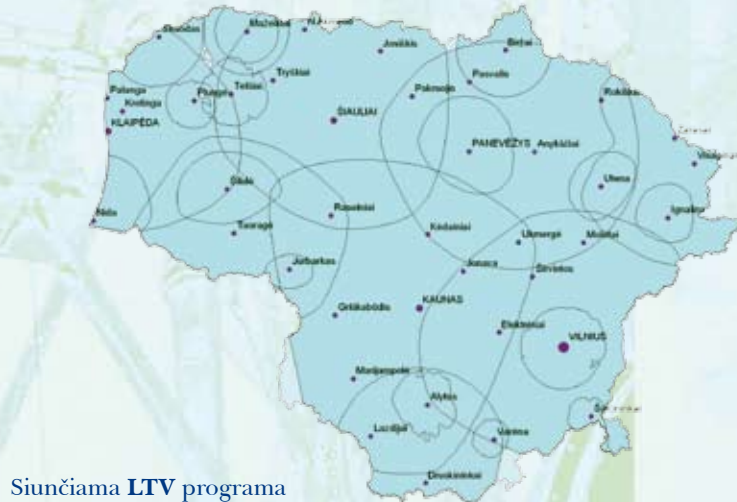 Skuodas
Mažeikiai
Joniškis
Biržai
Palanga
Kretinga
KLAIPĖDA
Plungė
Telšiai
Tryškiai
ŠIAULIAI
Pakruojis
Pasvalys
Rokiškis
Zarasai
PANEVĖŽYS
Anykščiai
Utena
Ignalina
Nida
Šilalė
Tauragė
Raseiniai
Kėdainiai
Ukmergė
Molėtai
Jurbarkas
Jonava
Širvintos
Griškabūdis
KAUNAS
Elektrėnai
VILNIUS
Marijampolė
Alytus
Lazdijai
Varėna
Druskininkai
Siunčiama LTV programa